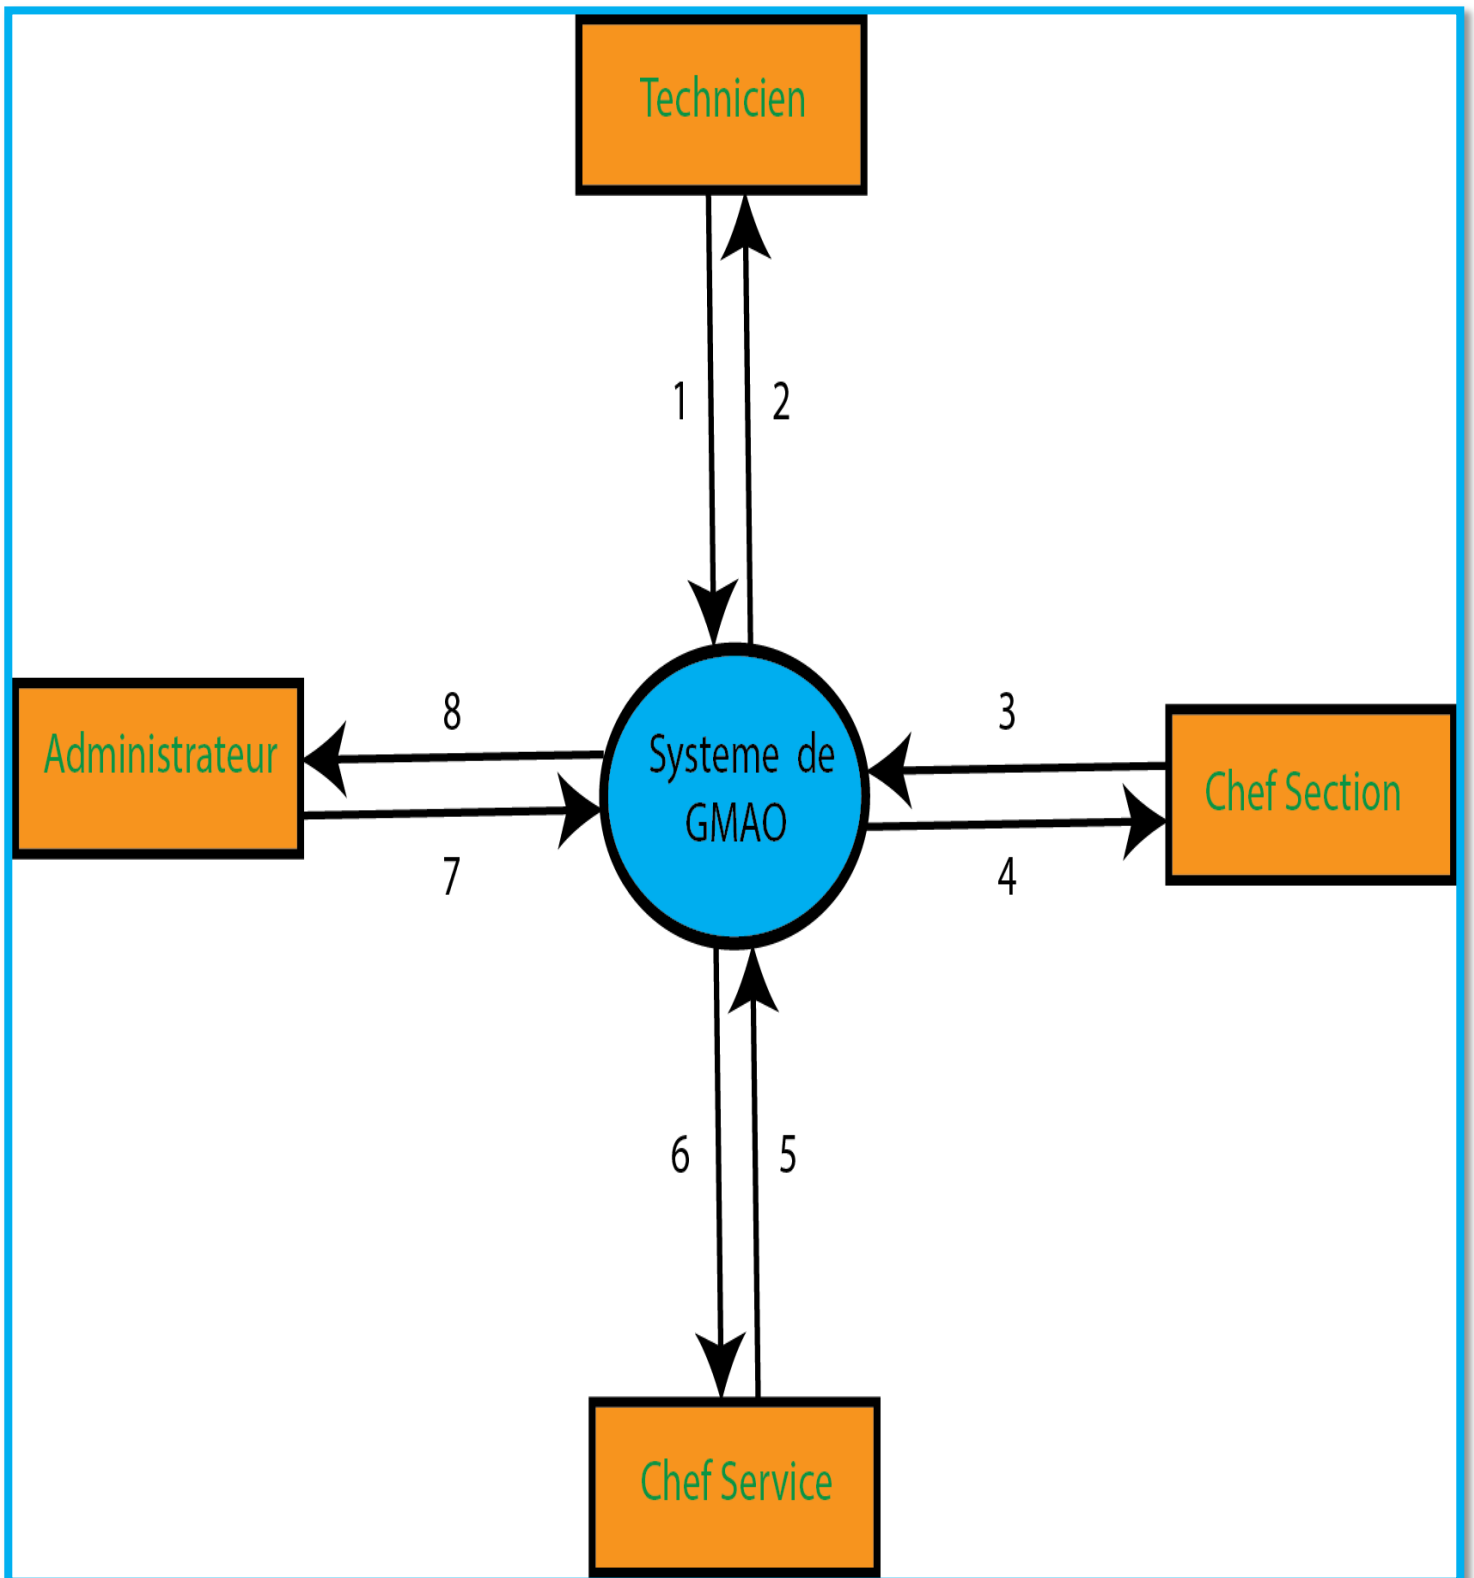 Technicien
1
2
8
3
Administrateur
Systeme de
GMAO
Chef Section
7
4
6
5
Chef Service